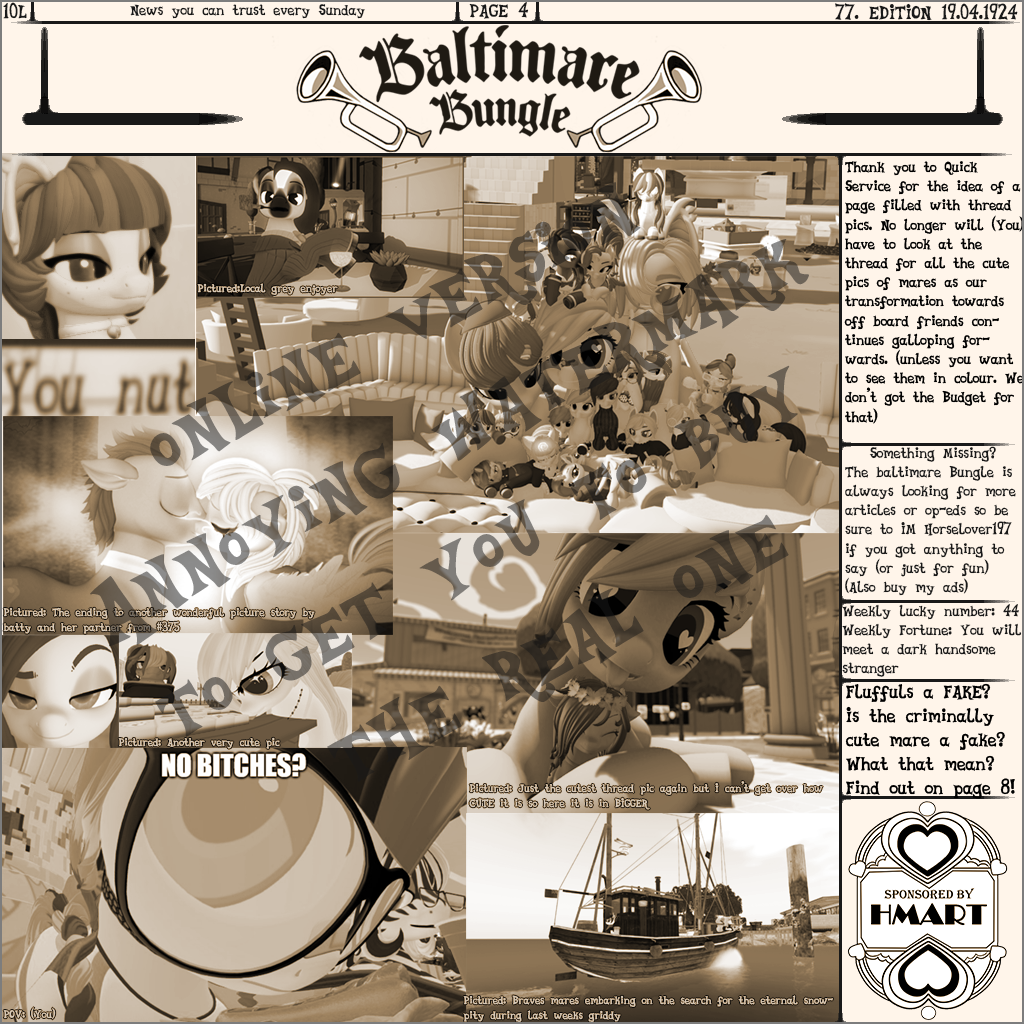 10L
News you can trust every Sunday
PAGE 4
77. EDITION 19.04.1924
Baltimare
Bungle
You nut
Pictured:Local grey enjoyer
Pictured: The ending to another wonderful picture story by
batty and her partner from #375
Pictured: Another very cute pic
NO BITCHES?
POV: (You)
Pictured: Just the cutest thread pic again but I can't get over how
CUTE it is so here it is in BIGGER
Pictured: Braves mares embarking on the search for the eternal snow-
pity during last weeks griddy
ONLINE VERSION
ANNOYING WATERMARK
TO GET YOU TO BUY
THE REAL ONE
Thank you to Quick
Service for the idea of a
page filled with thread
pics. No longer will (You)
have to look at the
thread for all the cute
pics of mares as our
transformation towards
off board friends con-
tinues galloping for-
wards. (unless you want
to see them in colour. We
don't got the Budget for
that)
Something Missing?
The baltimare Bungle is
always looking for more
articles or op-eds so be
sure to iM Horselover197
if you got anything to
say (or just for fun)
(Also buy my ads)
Weekly lucky number: 44
Weekly Fortune: You will
meet a dark handsome
stranger
Fluffuls a FAKE?
is the criminally
cute mare a fake?
What that mean?
Find out on page 8!
SPONSORED BY
HMART